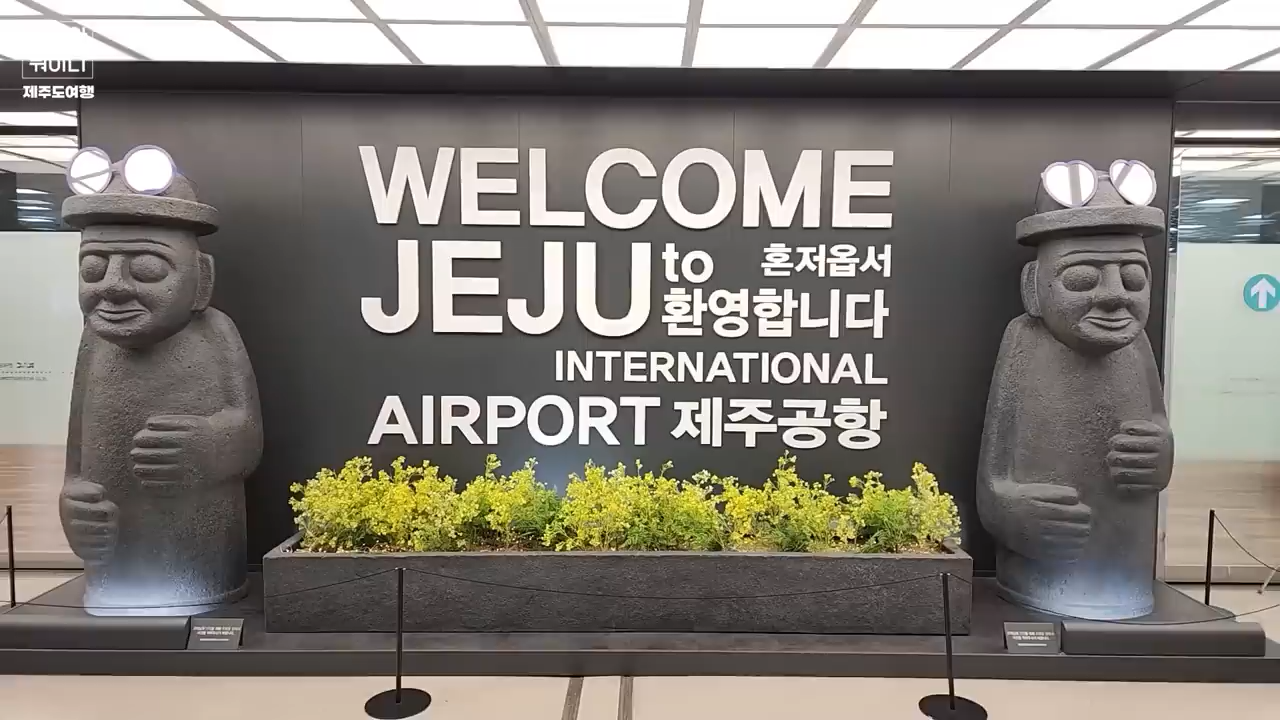 제주도여행
WELCOME
JEJU to 혼저옵서
환영합니다
INTERNATIONAL
AIRPORT 제주공항